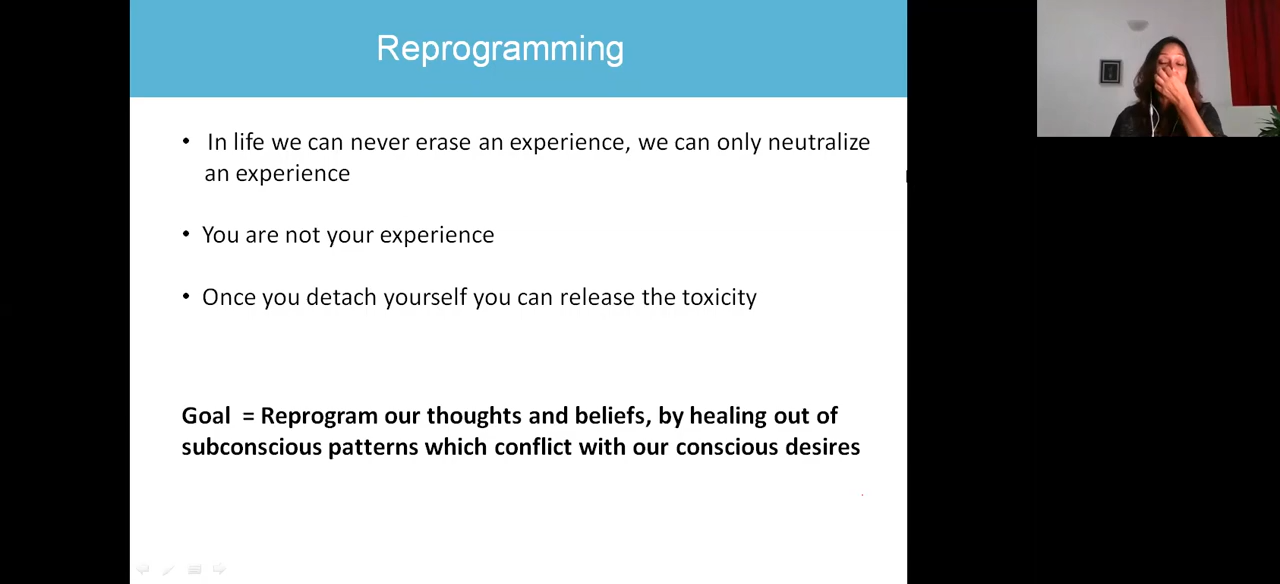 Reprogramming
• In life we can never erase an experience, we can only neutralize
an experience
• You are not your experience
• Once you detach yourself you can release the toxicity
Goal = Reprogram our thoughts and beliefs, by healing out of
subconscious patterns which conflict with our conscious desires